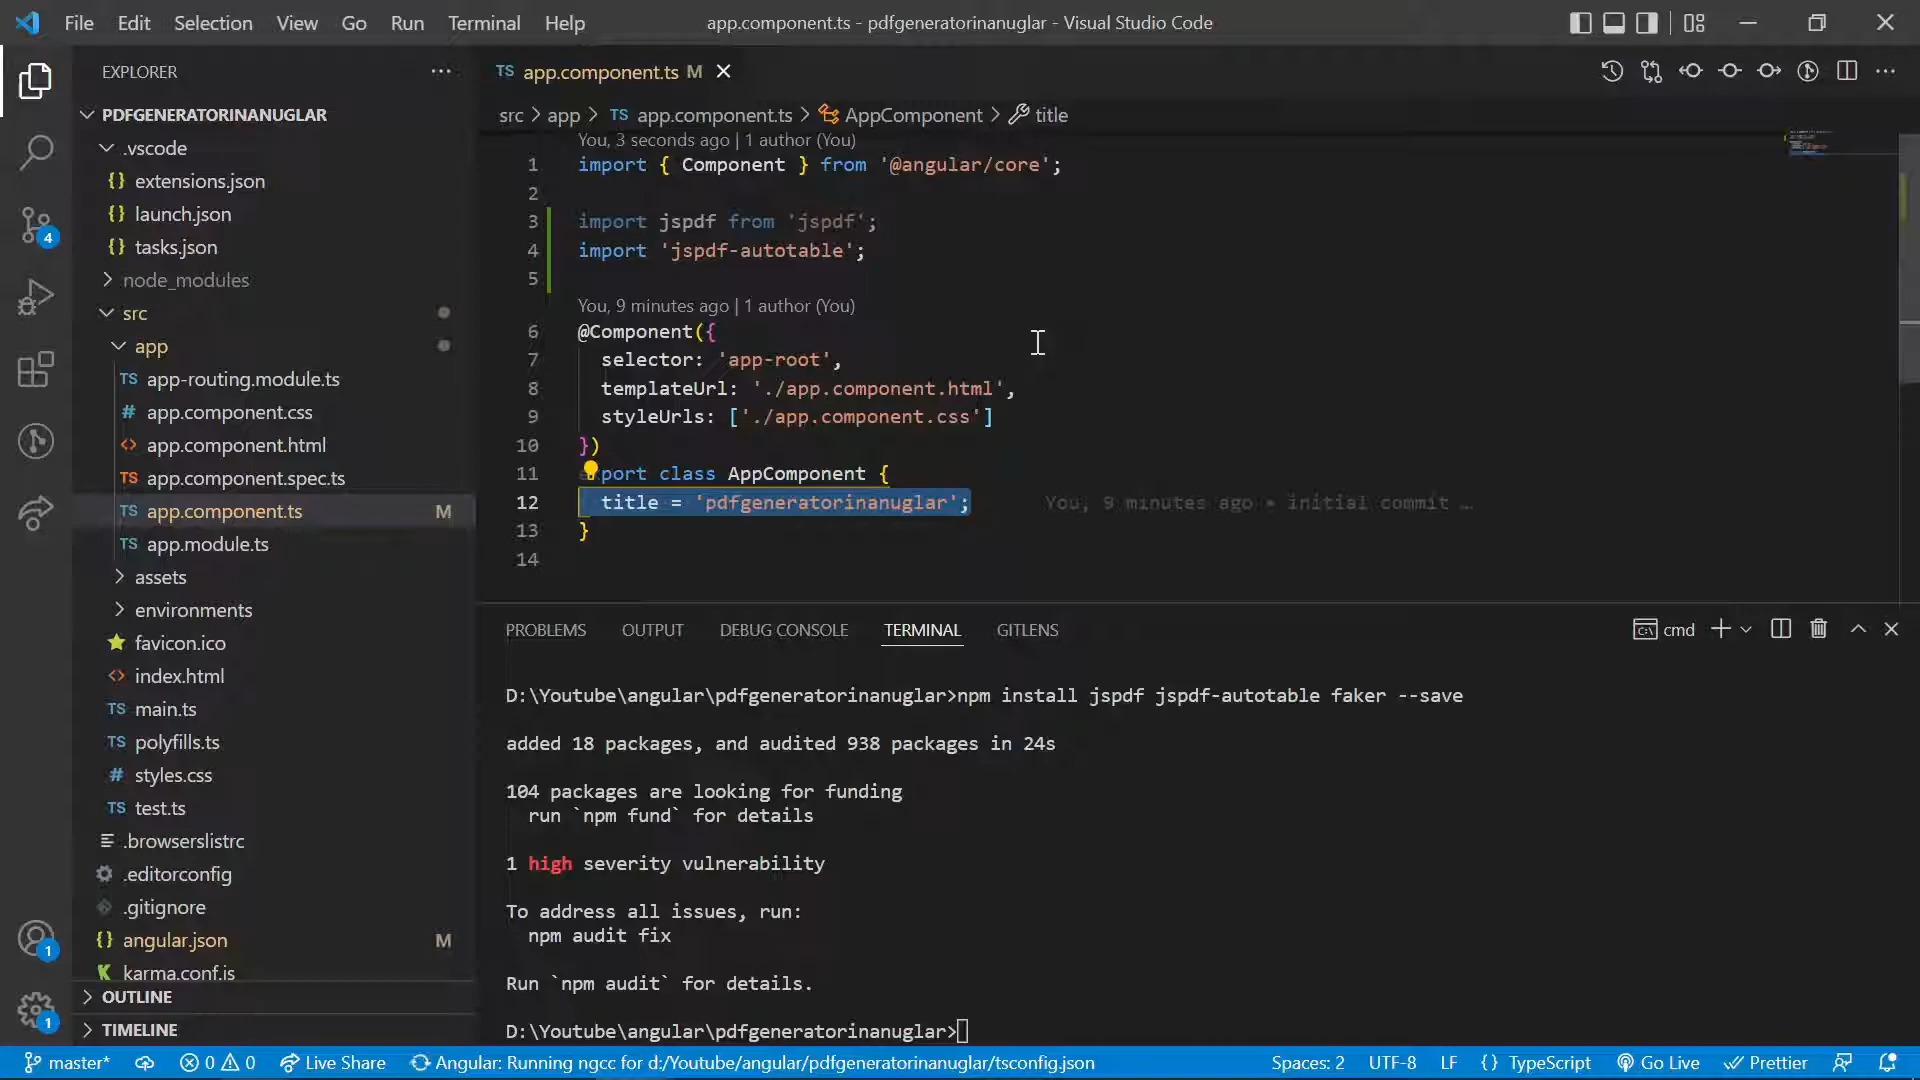 File Edit Selection View Go Run Terminal Help
app.component.ts - pdfgeneratorinanuglar - Visual Studio Code
EXPLORER
PDFGENERATORINANUGLAR
.vscode
{} extensions.json
{} launch.json
{} tasks.json
node_modules
src
app
TS app-routing.module.ts
# app.component.css
<> app.component.html
TS app.component.spec.ts
TS app.component.ts M
TS app.module.ts
assets
environments
favicon.ico
<> index.html
TS main.ts
TS polyfills.ts
# styles.css
TS test.ts
.browserslistrc
.editorconfig
.gitignore
{} angular.json M
karma.conf.js
OUTLINE
TIMELINE
4
1
1
TS app.component.ts M
src > app > TS app.component.ts > AppComponent > title
You, 3 seconds ago | 1 author (You)
1 import { Component } from '@angular/core';
2
3 import jspdf from 'jspdf';
4 import 'jspdf-autotable';
5
You, 9 minutes ago | 1 author (You)
6 @Component({
7 selector: 'app-root',
8 templateUrl: './app.component.html',
9 styleUrls: ['./app.component.css']
10 })
11 export class AppComponent {
12 title = 'pdfgeneratorinanuglar'; You, 9 minutes ago • initial commit …
13 }
14
PROBLEMS OUTPUT DEBUG CONSOLE TERMINAL GITLENS
cmd
D:\Youtube\angular\pdfgeneratorinanuglar>npm install jspdf jspdf-autotable faker --save
added 18 packages, and audited 938 packages in 24s
104 packages are looking for funding
run `npm fund` for details
1 high severity vulnerability
To address all issues, run:
npm audit fix
Run `npm audit` for details.
D:\Youtube\angular\pdfgeneratorinanuglar>
master* 0 0 Live Share Angular: Running ngcc for d:/Youtube/angular/pdfgeneratorinanuglar/tsconfig.json Spaces: 2 UTF-8 LF {} TypeScript Go Live Prettier